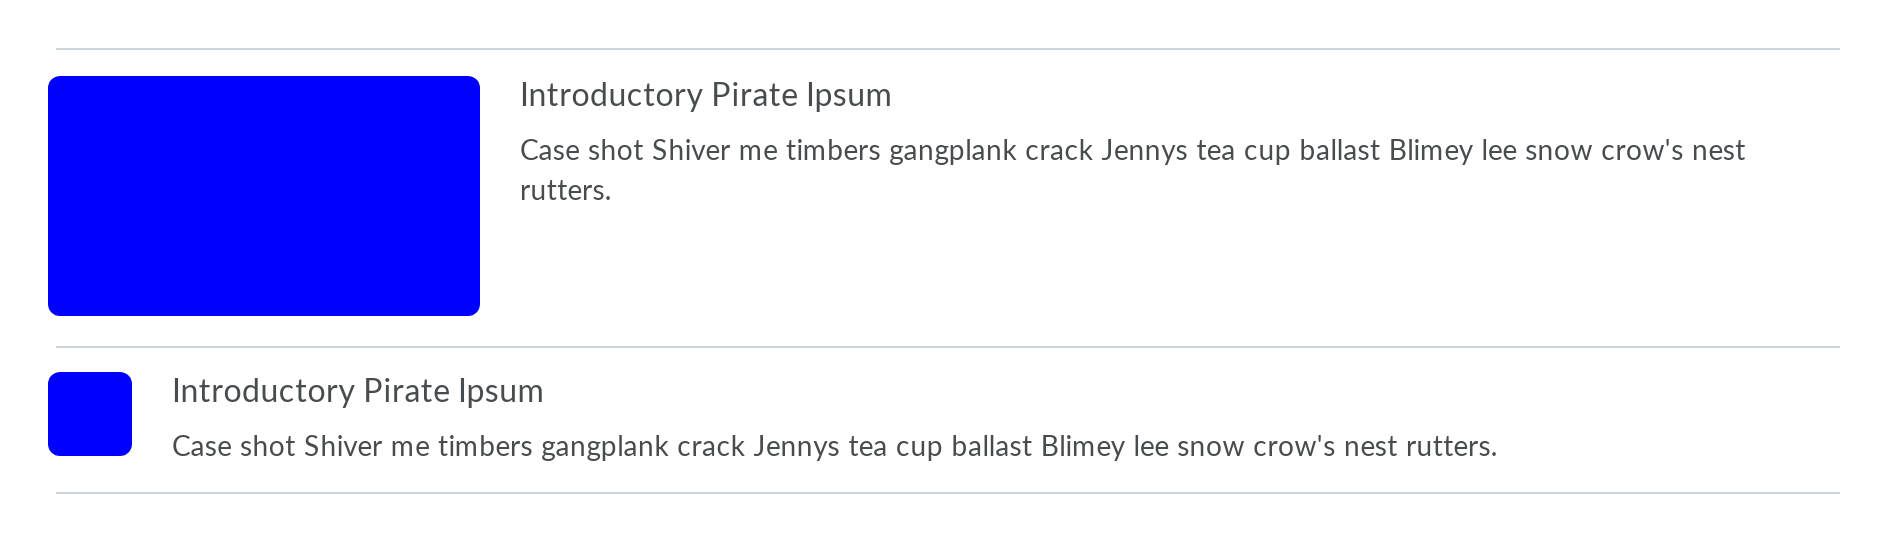 Introductory Pirate Ipsum
Case shot Shiver me timbers gangplank crack Jennys tea cup ballast Blimey lee snow crow's nest
rutters.
Introductory Pirate Ipsum
Case shot Shiver me timbers gangplank crack Jennys tea cup ballast Blimey lee snow crow's nest rutters.